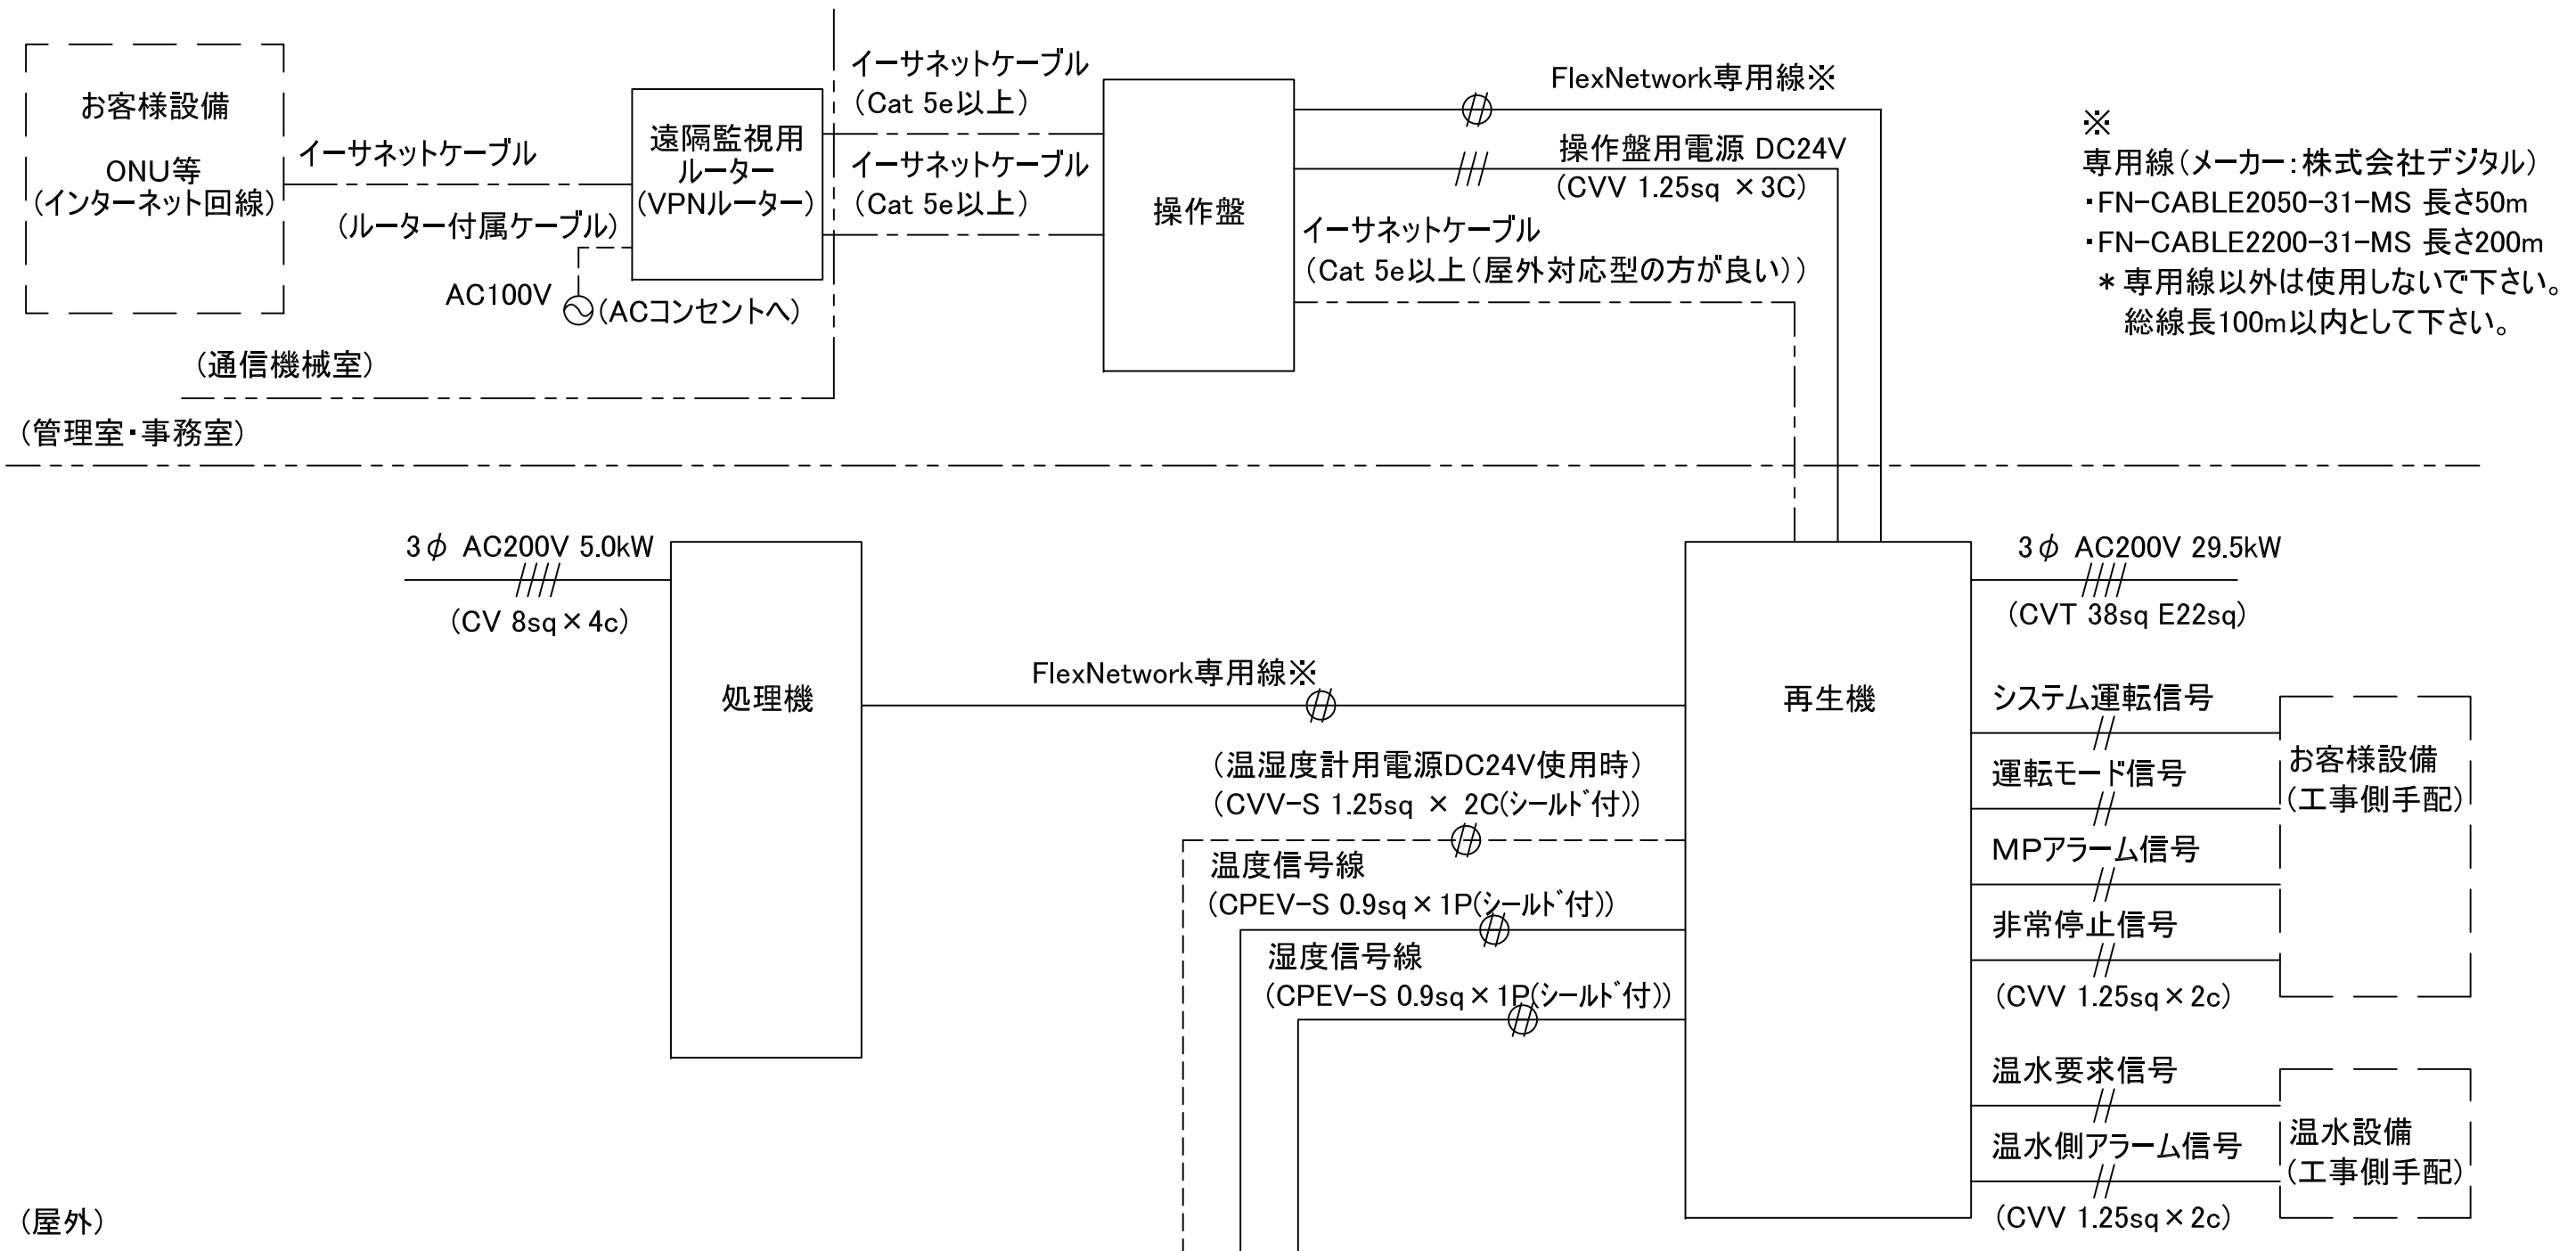 お客様設備
ONU等
(インターネット回線)
イーサネットケーブル
(ルーター付属ケーブル)
遠隔監視用
ルーター
(VPNルーター)
AC100V
(ACコンセントへ)
(通信機械室)
(管理室・事務室)
イーサネットケーブル
(Cat 5e以上)
イーサネットケーブル
(Cat 5e以上)
操作盤
FlexNetwork専用線※
操作盤用電源 DC24V
(CVV 1.25sq ×3C)
イーサネットケーブル
(Cat 5e以上(屋外対応型の方が良い))
※
専用線(メーカー:株式会社デジタル)
・FN-CABLE2050-31-MS 長さ50m
・FN-CABLE2200-31-MS 長さ200m
＊専用線以外は使用しないで下さい。
総線長100m以内として下さい。
3φ AC200V 5.0kW
(CV 8sq×4c)
処理機
FlexNetwork専用線※
(温湿度計用電源DC24V使用時)
(CVV-S 1.25sq × 2C(ｼｰﾙﾄﾞ付))
温度信号線
(CPEV-S 0.9sq×1P(ｼｰﾙﾄﾞ付))
湿度信号線
(CPEV-S 0.9sq×1P(ｼｰﾙﾄﾞ付))
再生機
3φ AC200V 29.5kW
(CVT 38sq E22sq)
システム運転信号
運転モード信号
MPアラーム信号
非常停止信号
(CVV 1.25sq×2c)
お客様設備
(工事側手配)
温水要求信号
温水側アラーム信号
(CVV 1.25sq×2c)
温水設備
(工事側手配)
(屋外)